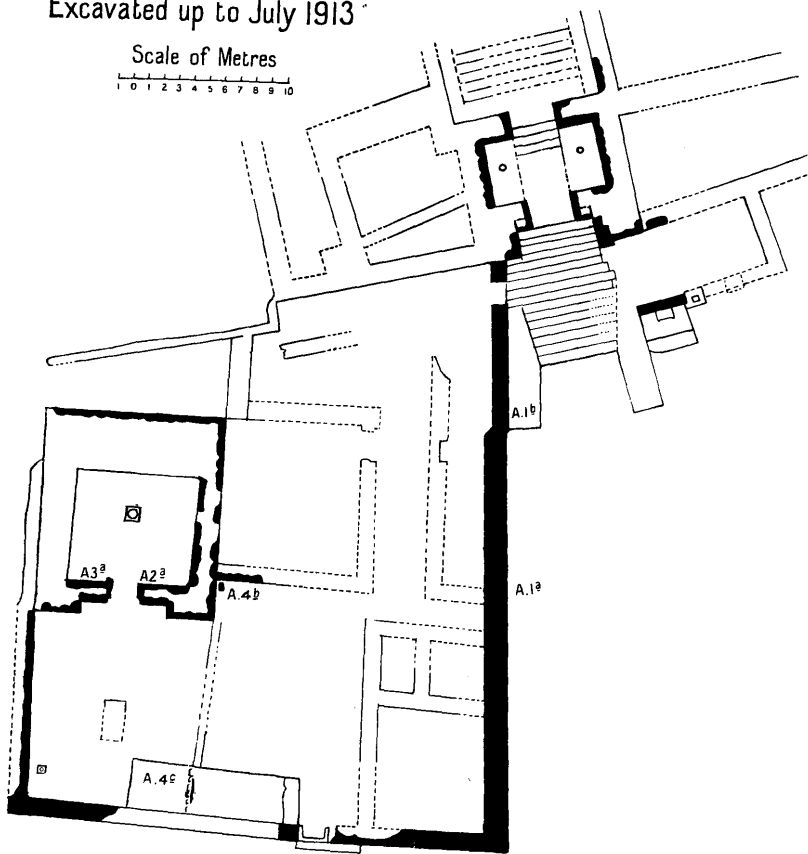 Excavated up to July 1913
Scale of Metres
1 0 1 2 3 4 5 6 7 8 9 10
A.1b
A3a
A2a
A.4b
A.1a
A.4c